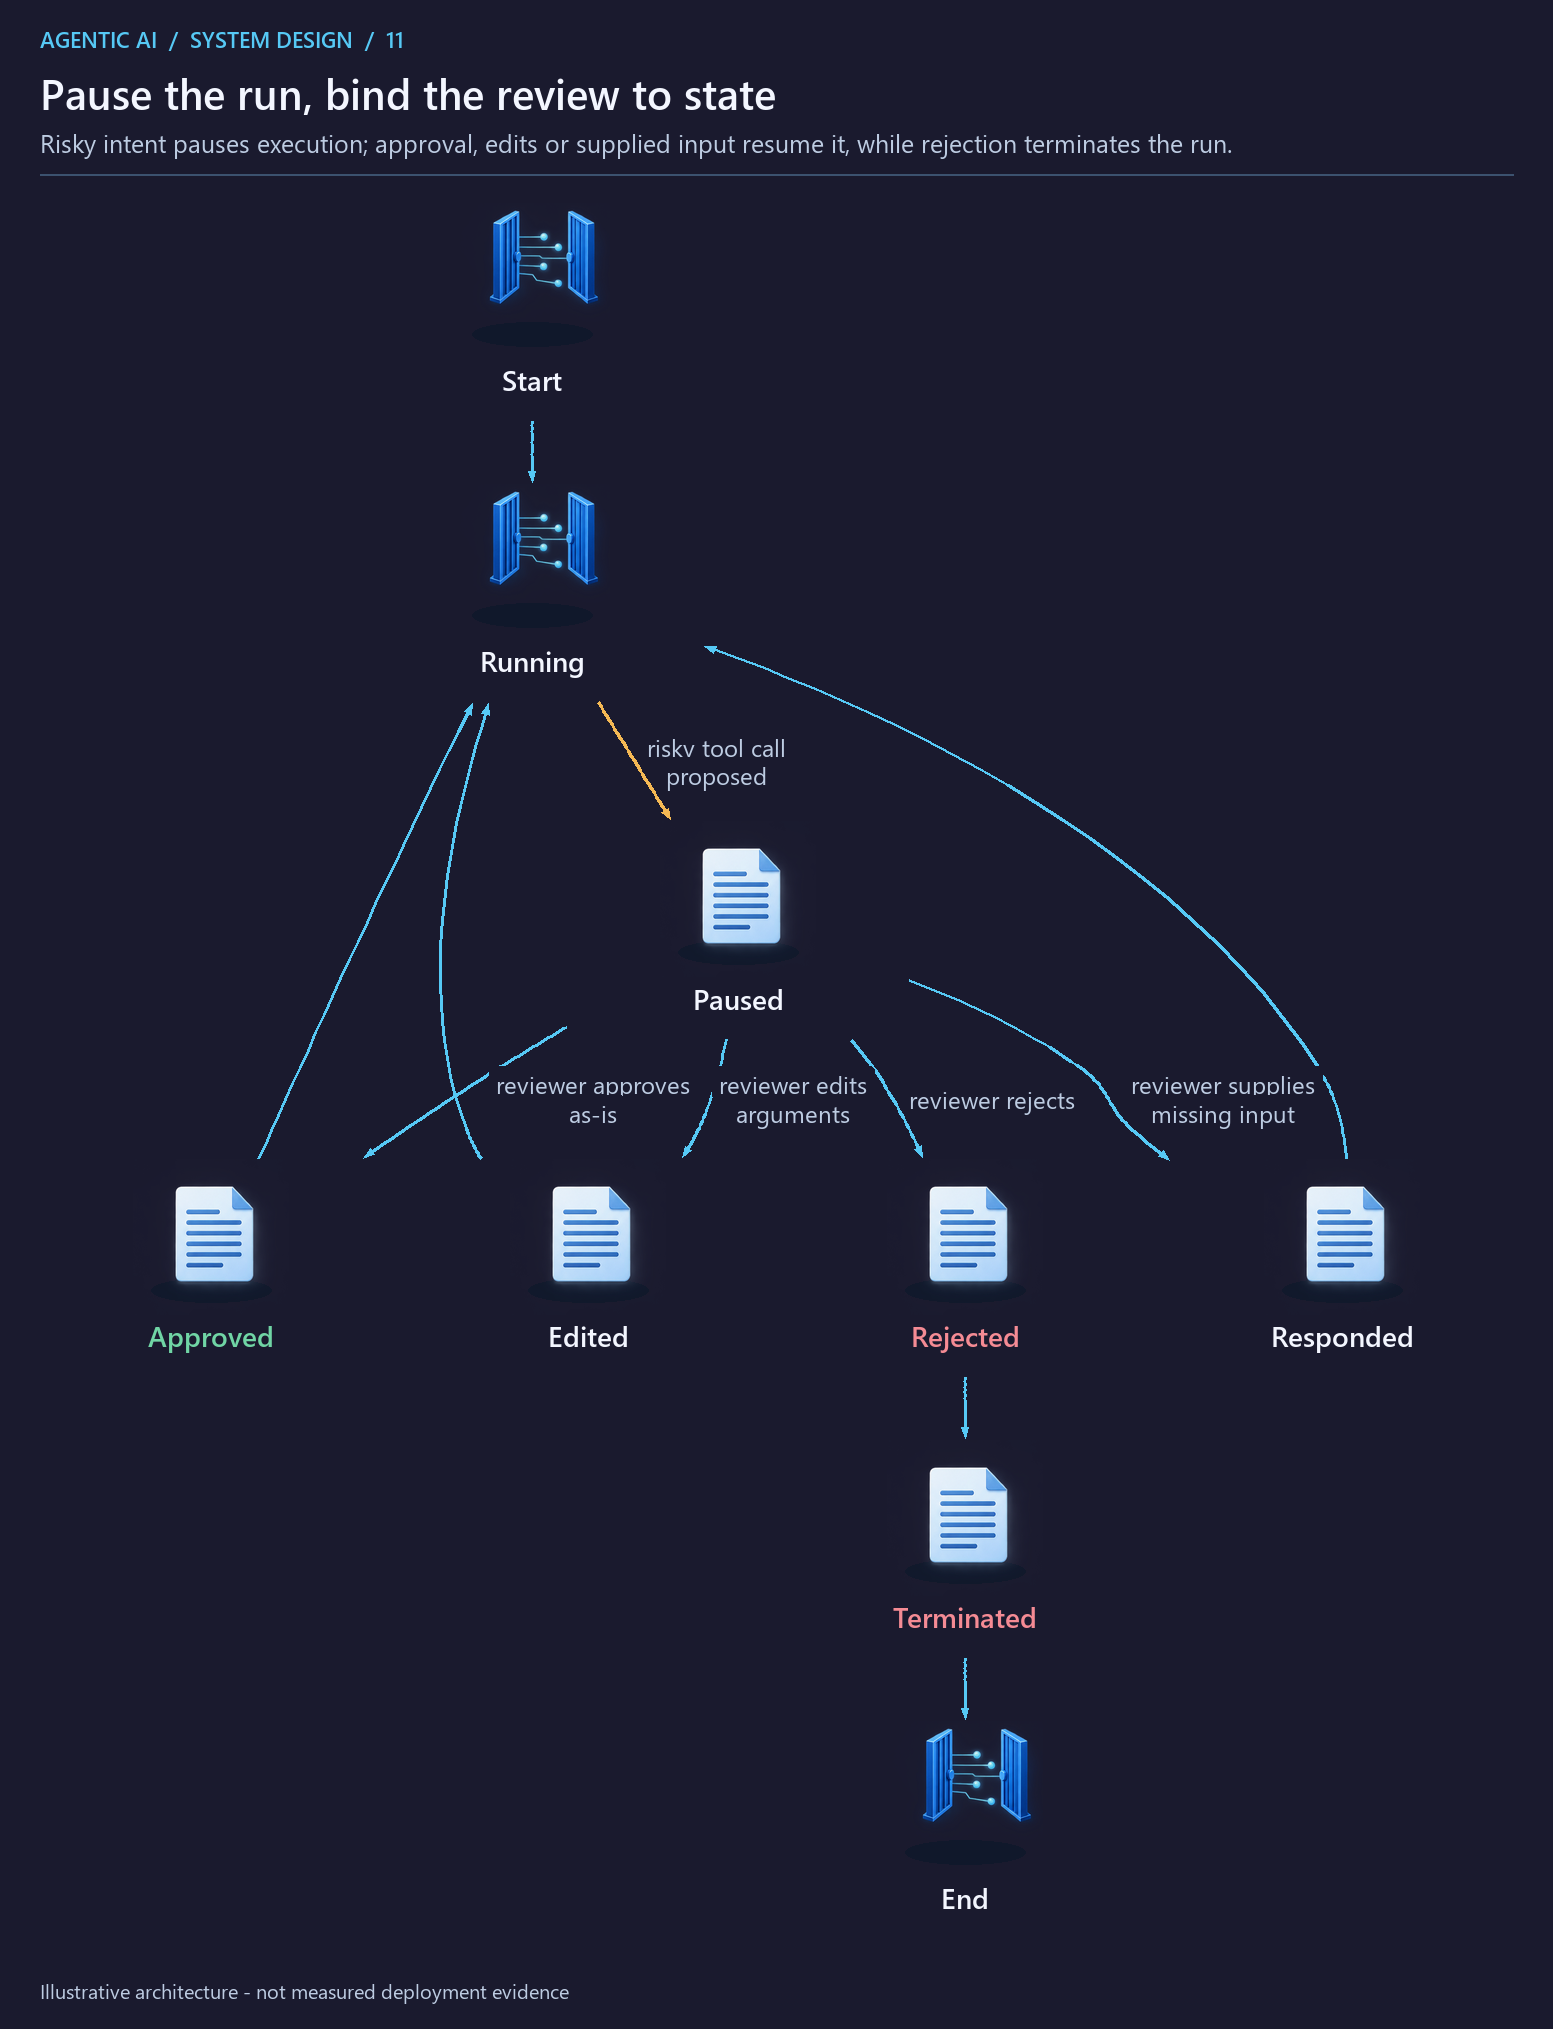 AGENTIC AI / SYSTEM DESIGN / 11
Pause the run, bind the review to state
Risky intent pauses execution; approval, edits or supplied input resume it, while rejection terminates the run.
Start
Running
risky tool call
proposed
Paused
reviewer approves
as-is
reviewer edits
arguments
reviewer rejects
reviewer supplies
missing input
Approved
Edited
Rejected
Responded
Terminated
End
Illustrative architecture - not measured deployment evidence